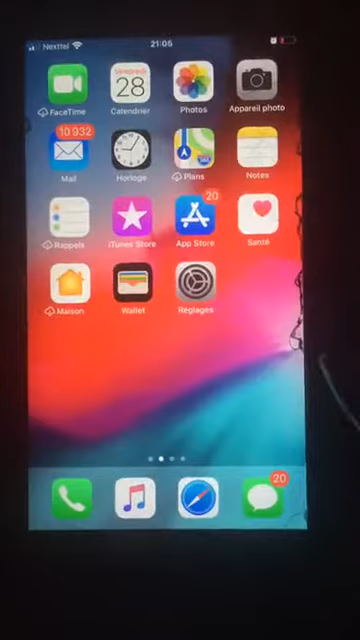 Nexttel
21:05
Vendredi
28
FaceTime
Calendrier
Photos
Appareil photo
10 932
Mail
Horloge
Plans
Notes
20
Rappels
iTunes Store
App Store
Santé
Maison
Wallet
Réglages
20